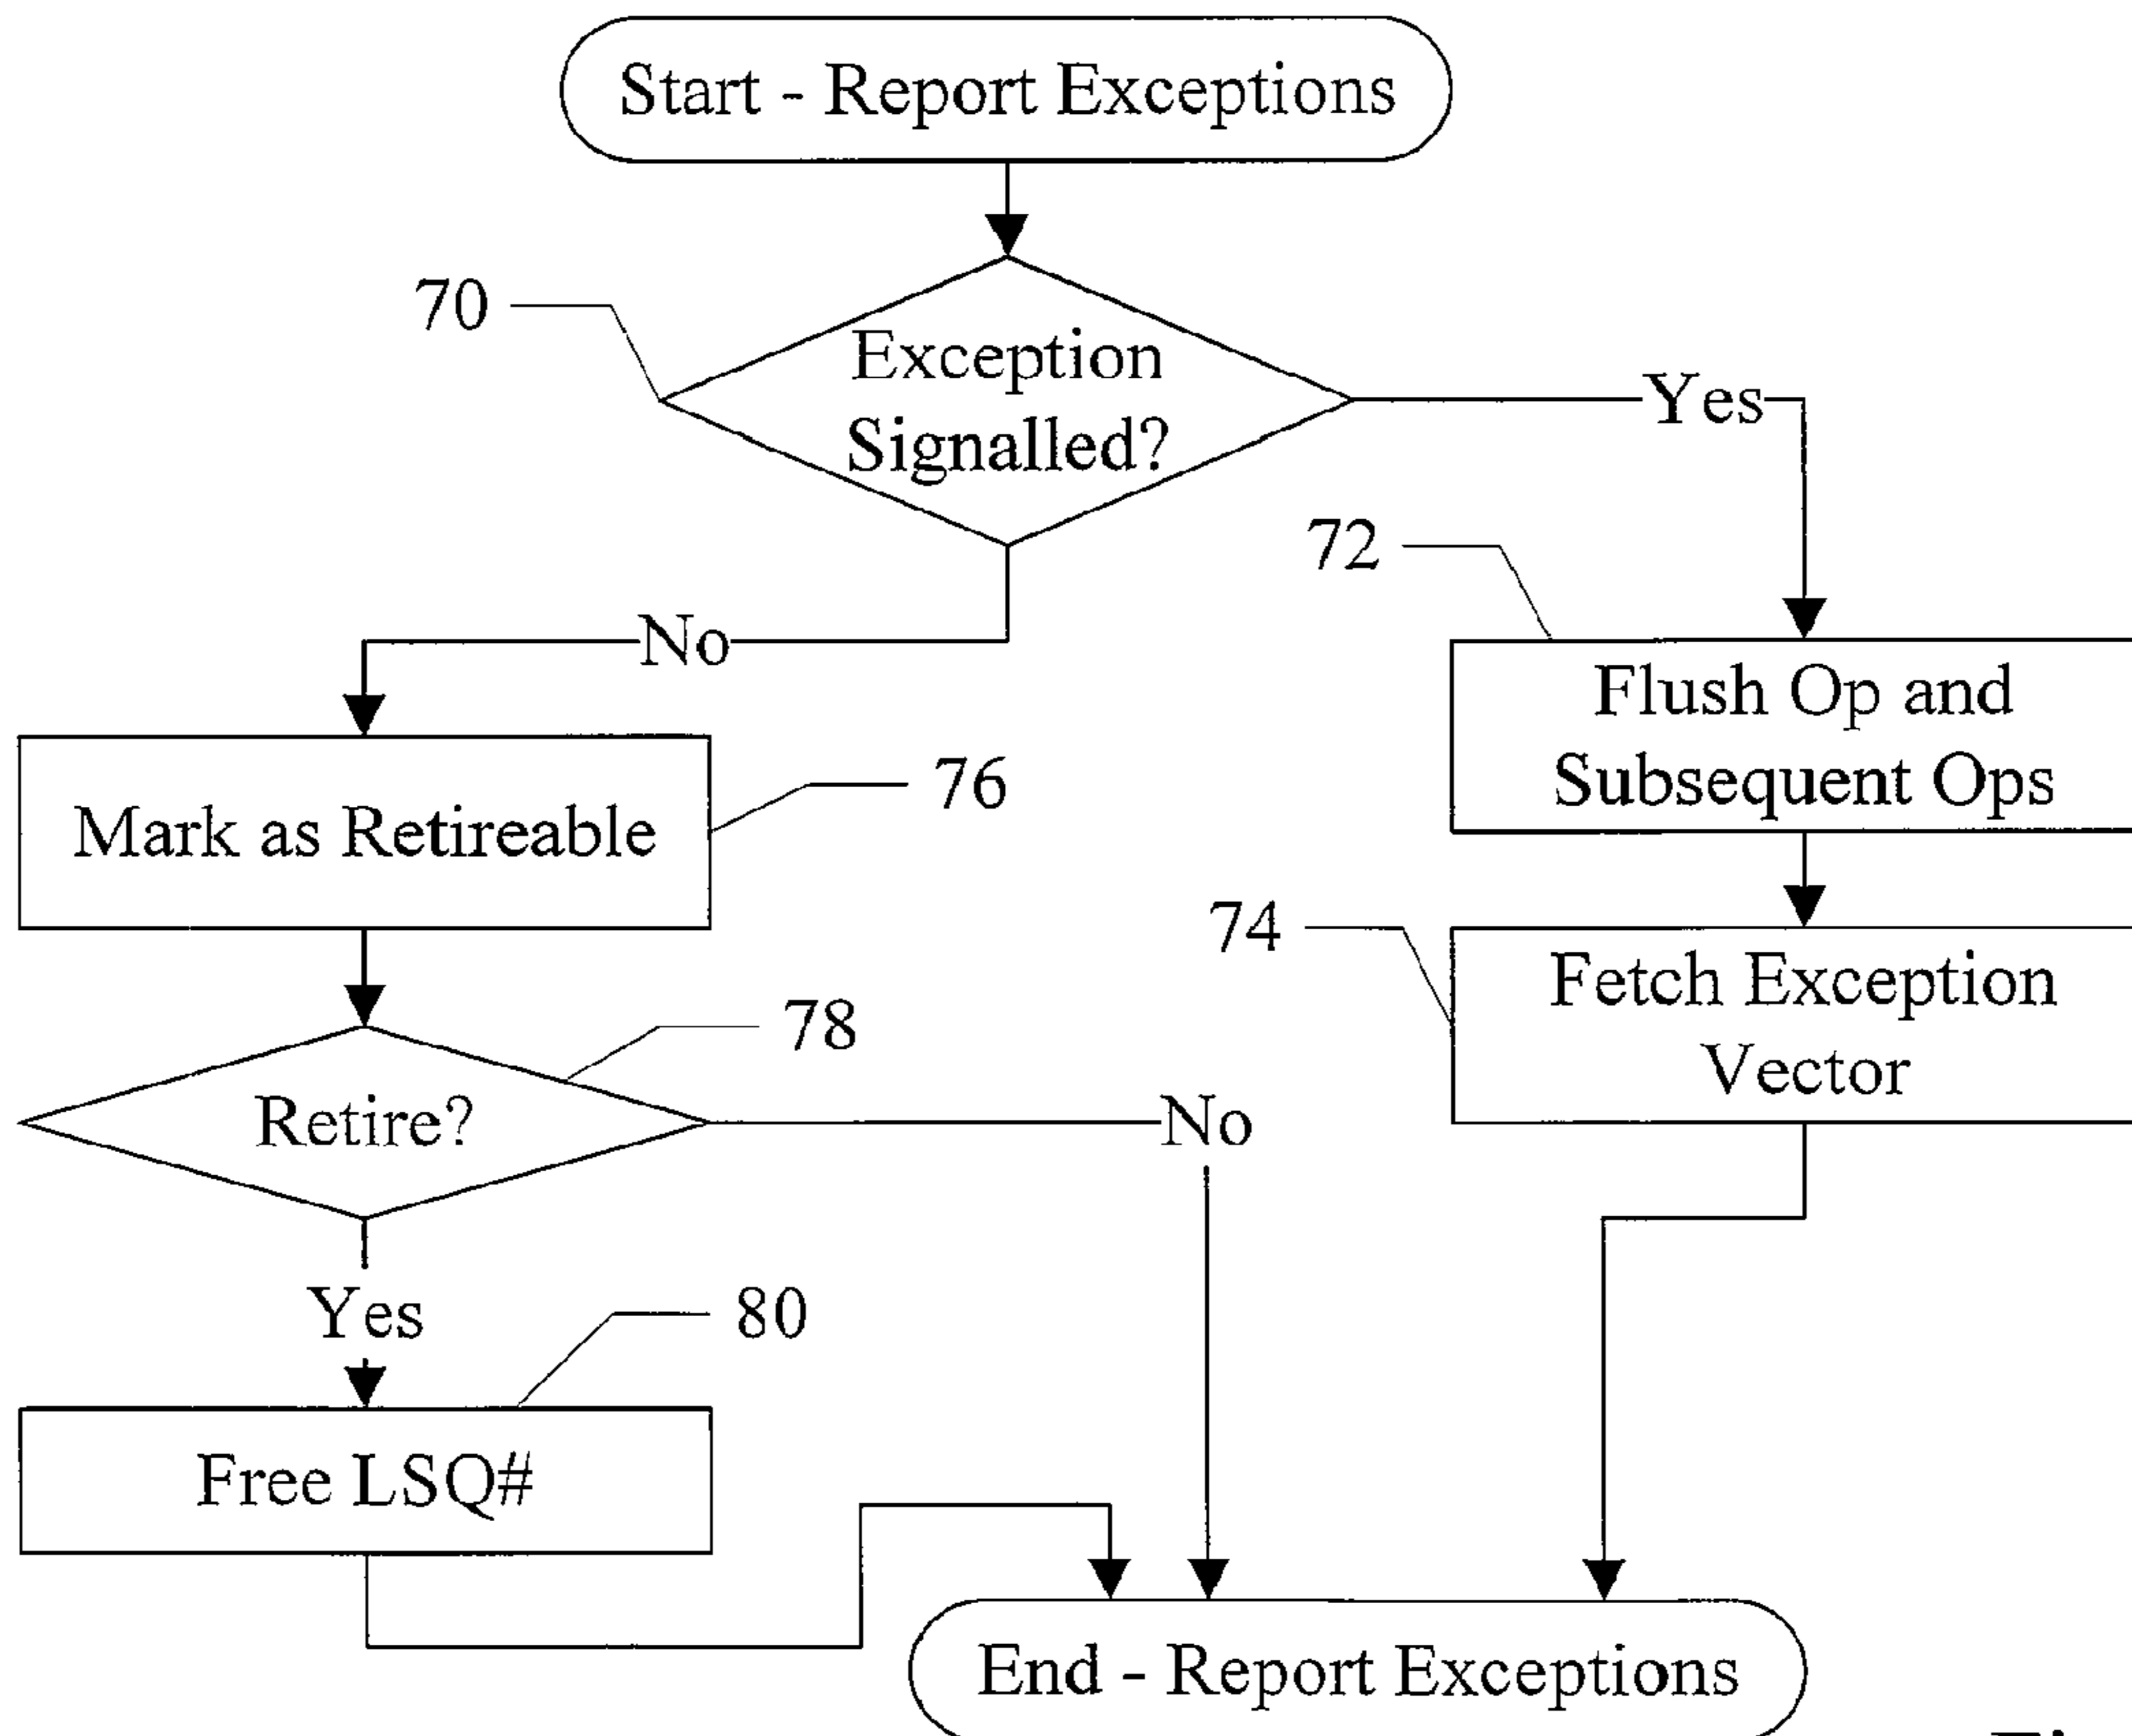 Start - Report Exceptions
70
Exception
Signalled?
Yes
72
No
Flush Op and
Subsequent Ops
76
Mark as Retireable
74
Fetch Exception
Vector
78
Retire?
No
Yes
80
Free LSQ#
End - Report Exceptions